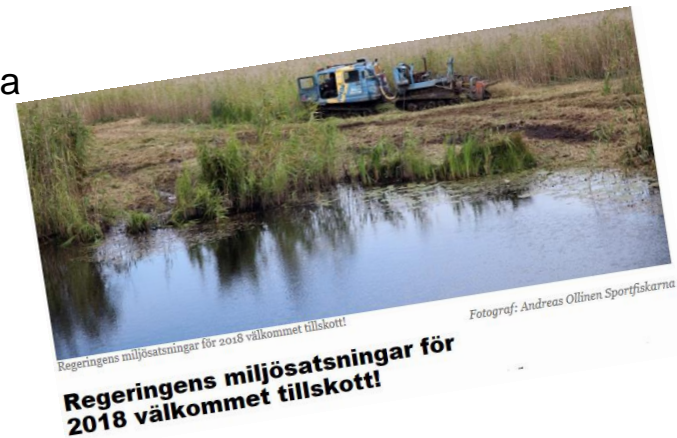 a
Regeringens miljösatsningar för 2018 välkommet tillskott!
Fotograf: Andreas Ollinen Sportfiskarna
Regeringens miljösatsningar för
2018 välkommet tillskott!